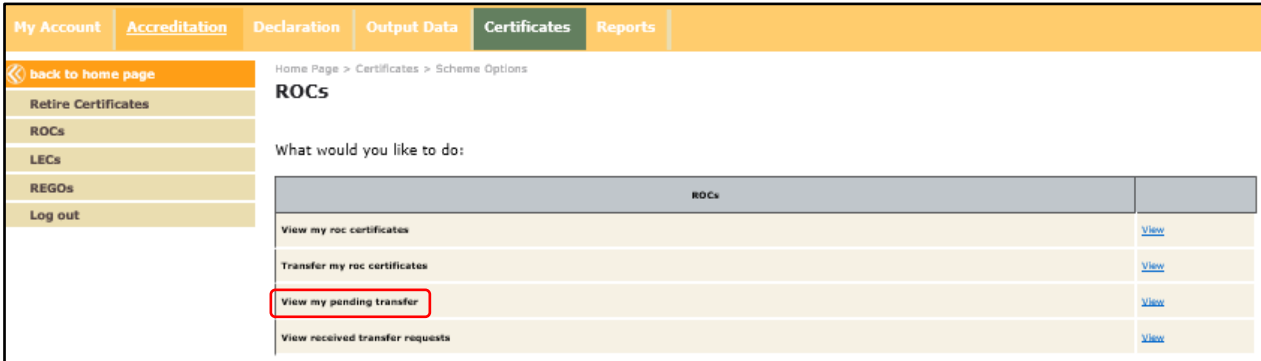 My Account Accreditation Declaration Output Data Certificates Reports
back to home page
Retire Certificates
ROCs
LECs
REGOs
Log out
Home Page > Certificates > Scheme Options
ROCs
What would you like to do:
ROCs
View my roc certificates View
Transfer my roc certificates View
View my pending transfer View
View received transfer requests View